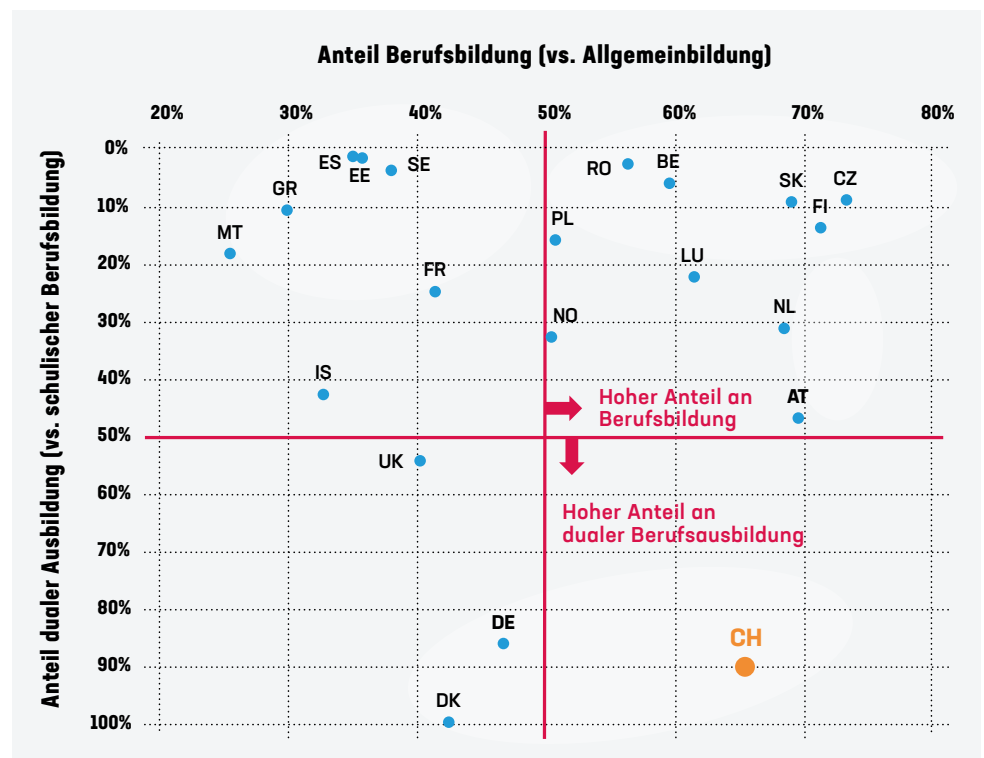 Anteil Berufsbildung (vs. Allgemeinbildung)
20% 30% 40% 50% 60% 70% 80%
Anteil dualer Ausbildung (vs. schulischer Berufsbildung)
0%
ES EE SE RO BE
SK CZ
GR
10%
FI
MT
PL
20%
FR
LU
30%
NO
NL
IS
40%
AT
Hoher Anteil an
Berufsbildung
50%
UK
60%
Hoher Anteil an
dualer Berufsausbildung
70%
80%
DE
CH
90%
DK
100%